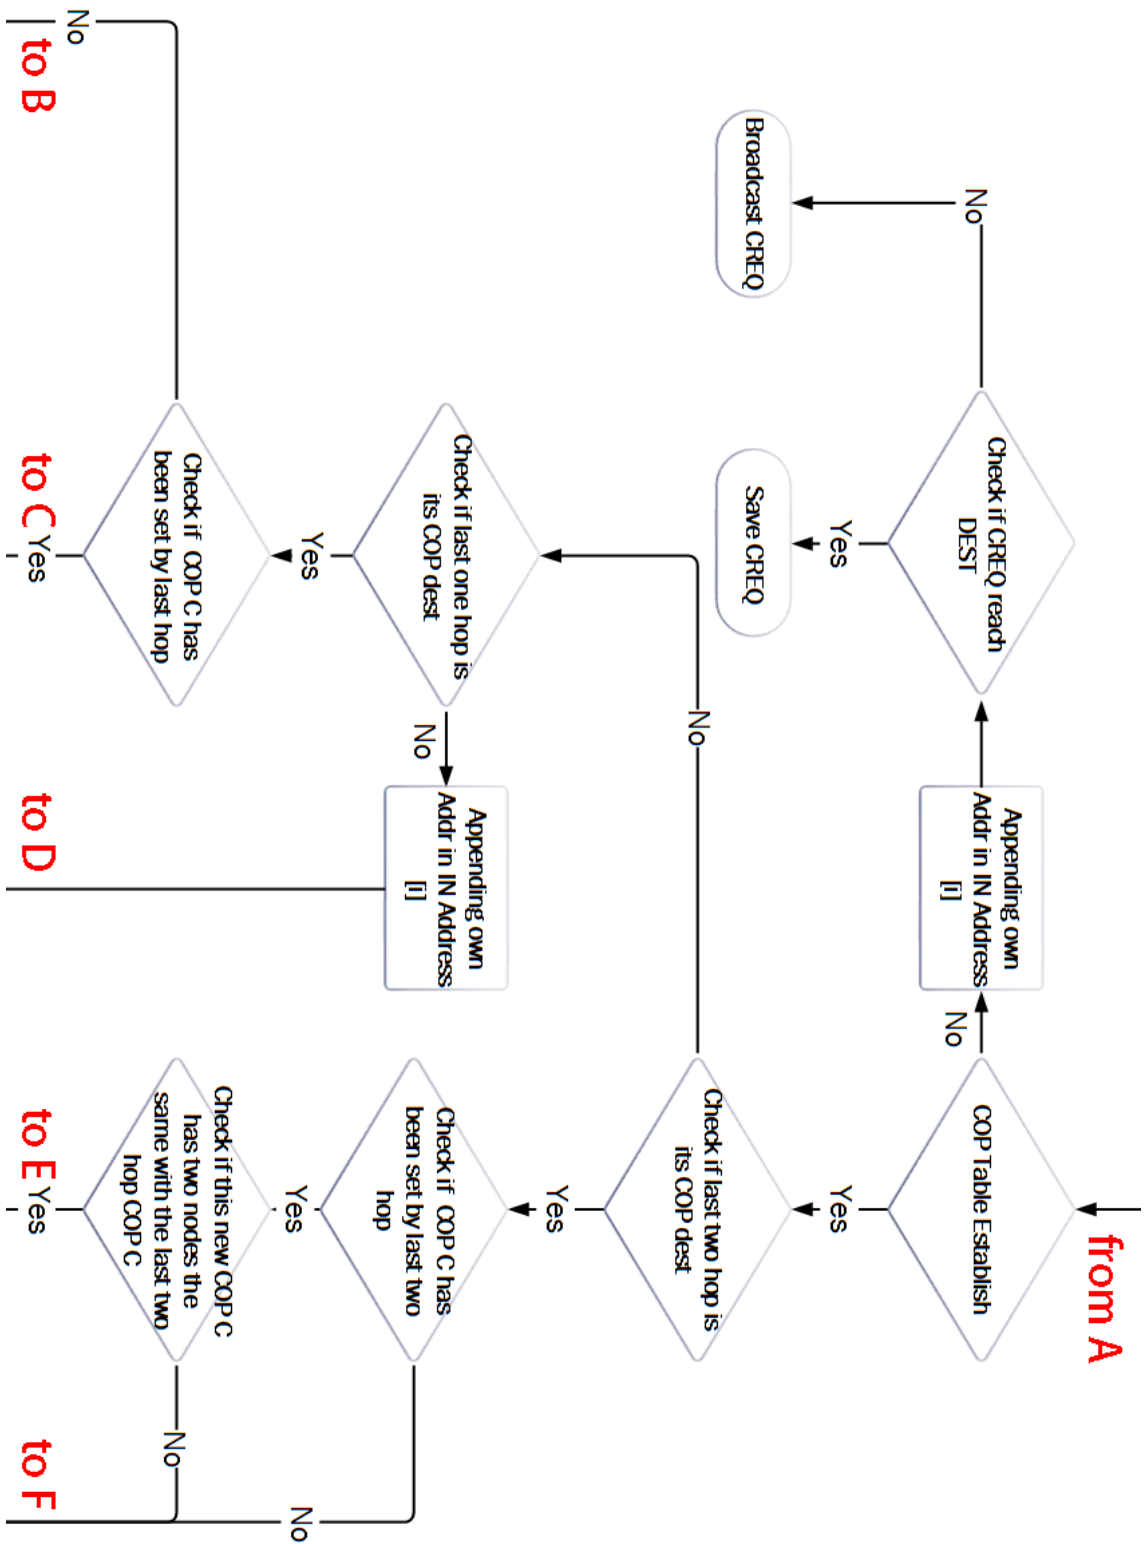 from A
COP Table Establish
No
Appending own
Addr in IN Address
[i]
Check if CREQ reach
DEST
No
Broadcast CREQ
Yes
Save CREQ
Yes
Check if last two hop is
its COP dest
No
Check if last one hop is
its COP dest
No
Appending own
Addr in IN Address
[i]
Yes
Check if COP C has
been set by last hop
No
Yes
Yes
Check if COP C has
been set by last two
hop
No
Yes
Check if this new COP C
has two nodes the
same with the last two
hop COP C
No
Yes
to B
to C
to D
to E
to F